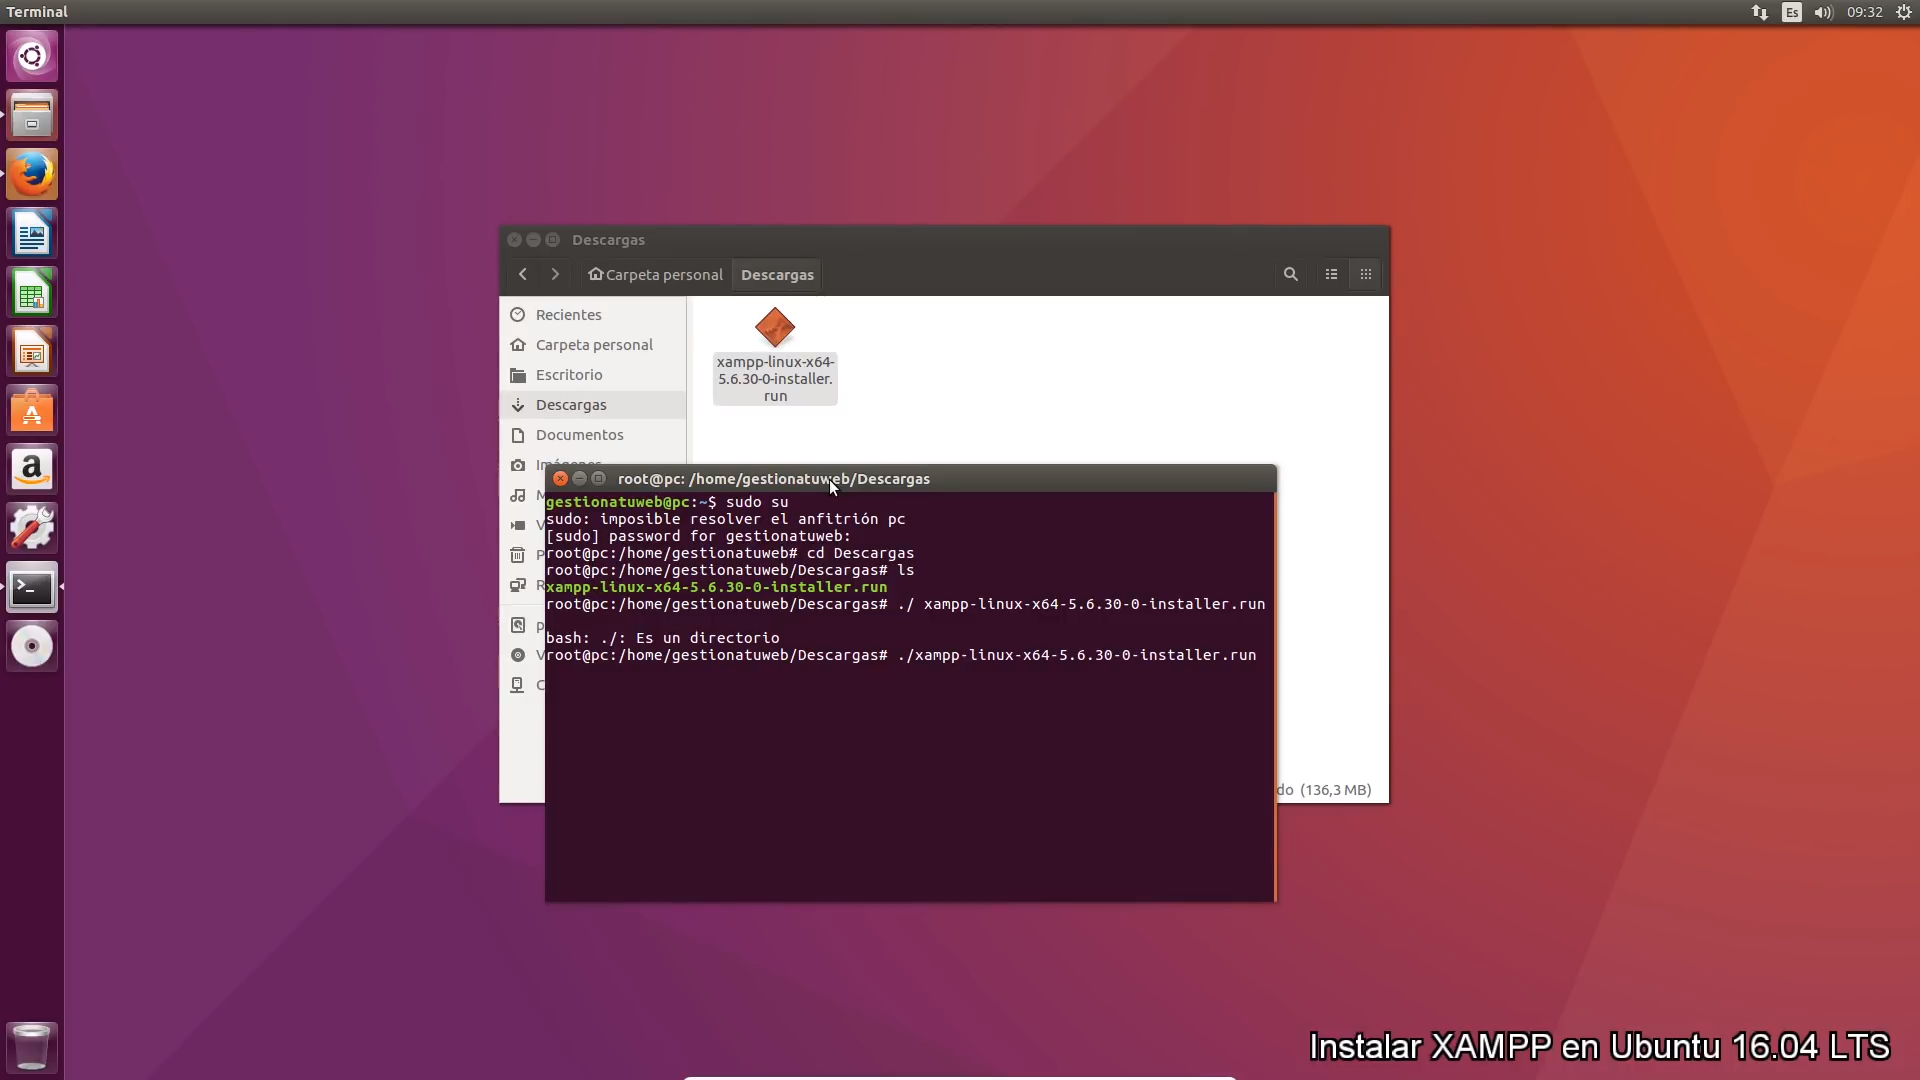 Terminal
Es
09:32
Descargas
Carpeta personal
Descargas
Recientes
Carpeta personal
Escritorio
Descargas
Documentos
xampp-linux-x64-
5.6.30-0-installer.
run
do (136,3 MB)
root@pc: /home/gestionatuweb/Descargas
gestionatuweb@pc:~$ sudo su
sudo: imposible resolver el anfitrión pc
[sudo] password for gestionatuweb:
root@pc:/home/gestionatuweb# cd Descargas
root@pc:/home/gestionatuweb/Descargas# ls
xampp-linux-x64-5.6.30-0-installer.run
root@pc:/home/gestionatuweb/Descargas# ./ xampp-linux-x64-5.6.30-0-installer.run
bash: ./: Es un directorio
root@pc:/home/gestionatuweb/Descargas# ./xampp-linux-x64-5.6.30-0-installer.run
Instalar XAMPP en Ubuntu 16.04 LTS